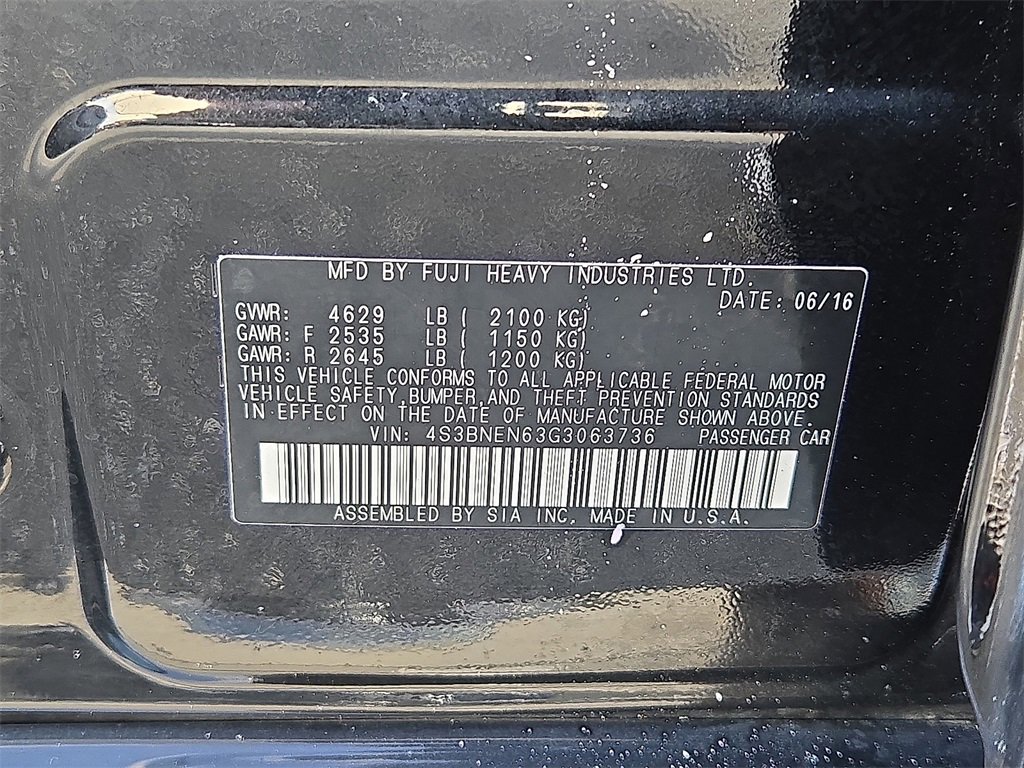 MFD BY FUJI HEAVY INDUSTRIES LTD.
DATE: 06/16
GVWR: 4629 LB ( 2100 KG)
GAWR: F 2535 LB ( 1150 KG)
GAWR: R 2645 LB ( 1200 KG)
THIS VEHICLE CONFORMS TO ALL APPLICABLE FEDERAL MOTOR
VEHICLE SAFETY, BUMPER, AND THEFT PREVENTION STANDARDS
IN EFFECT ON THE DATE OF MANUFACTURE SHOWN ABOVE.
VIN: 4S3BNEN63G3063736 PASSENGER CAR
ASSEMBLED BY SIA INC. MADE IN U.S.A.